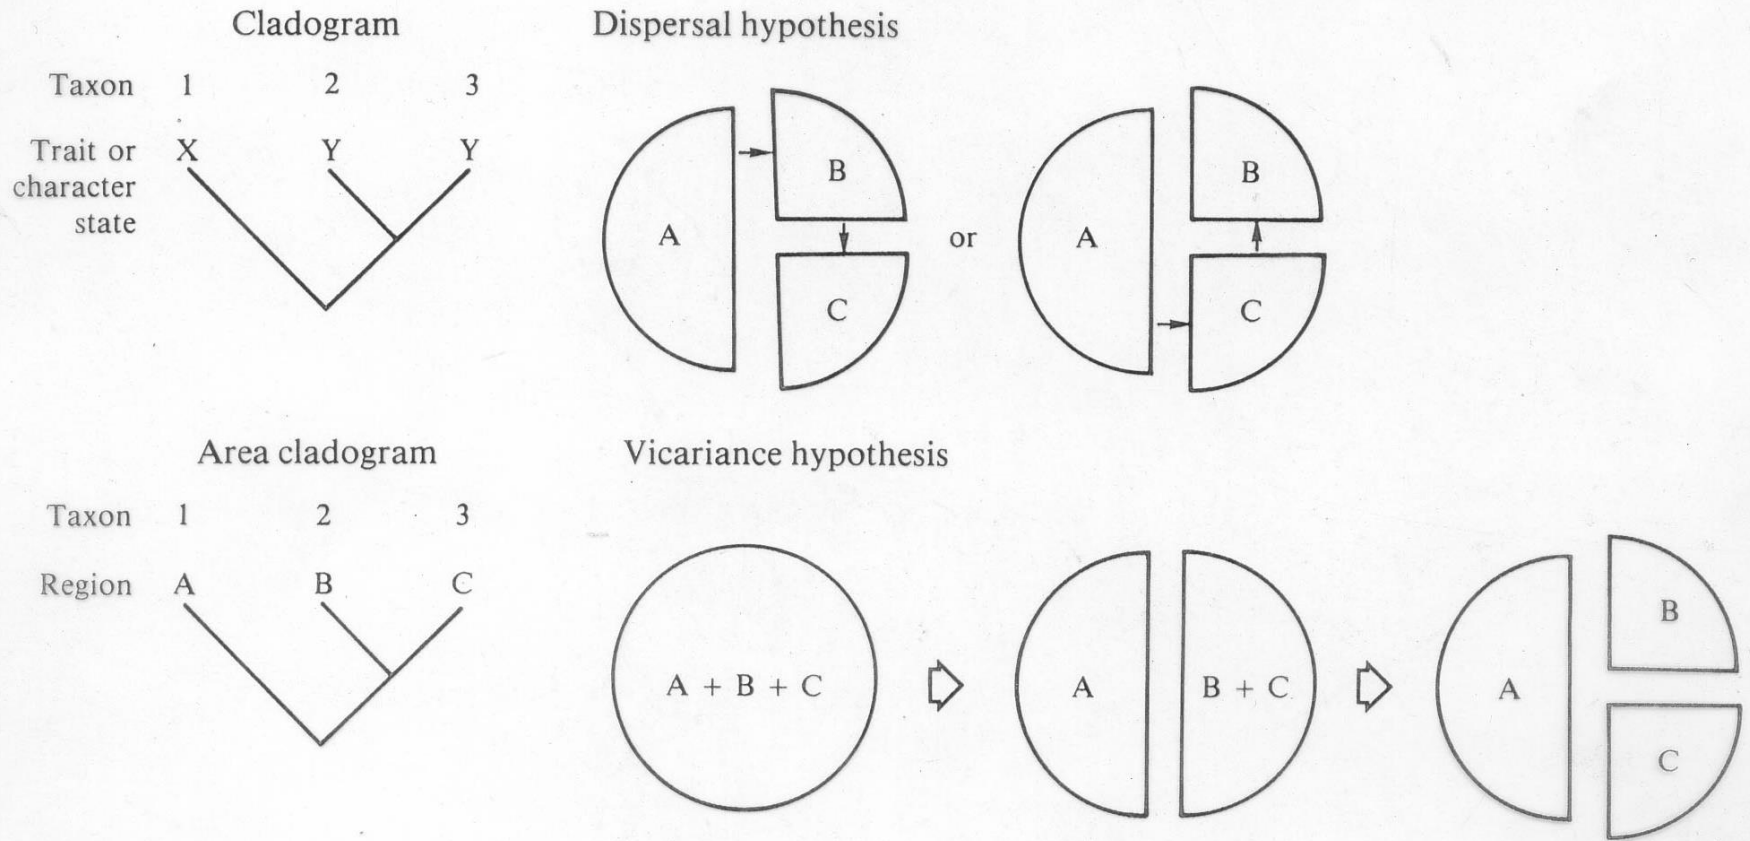 Cladogram
Taxon 1 2 3
Trait or character state X Y Y
Dispersal hypothesis
A B C
or
A B C
Area cladogram
Taxon 1 2 3
Region A B C
Vicariance hypothesis
A + B + C
A B + C
A B C